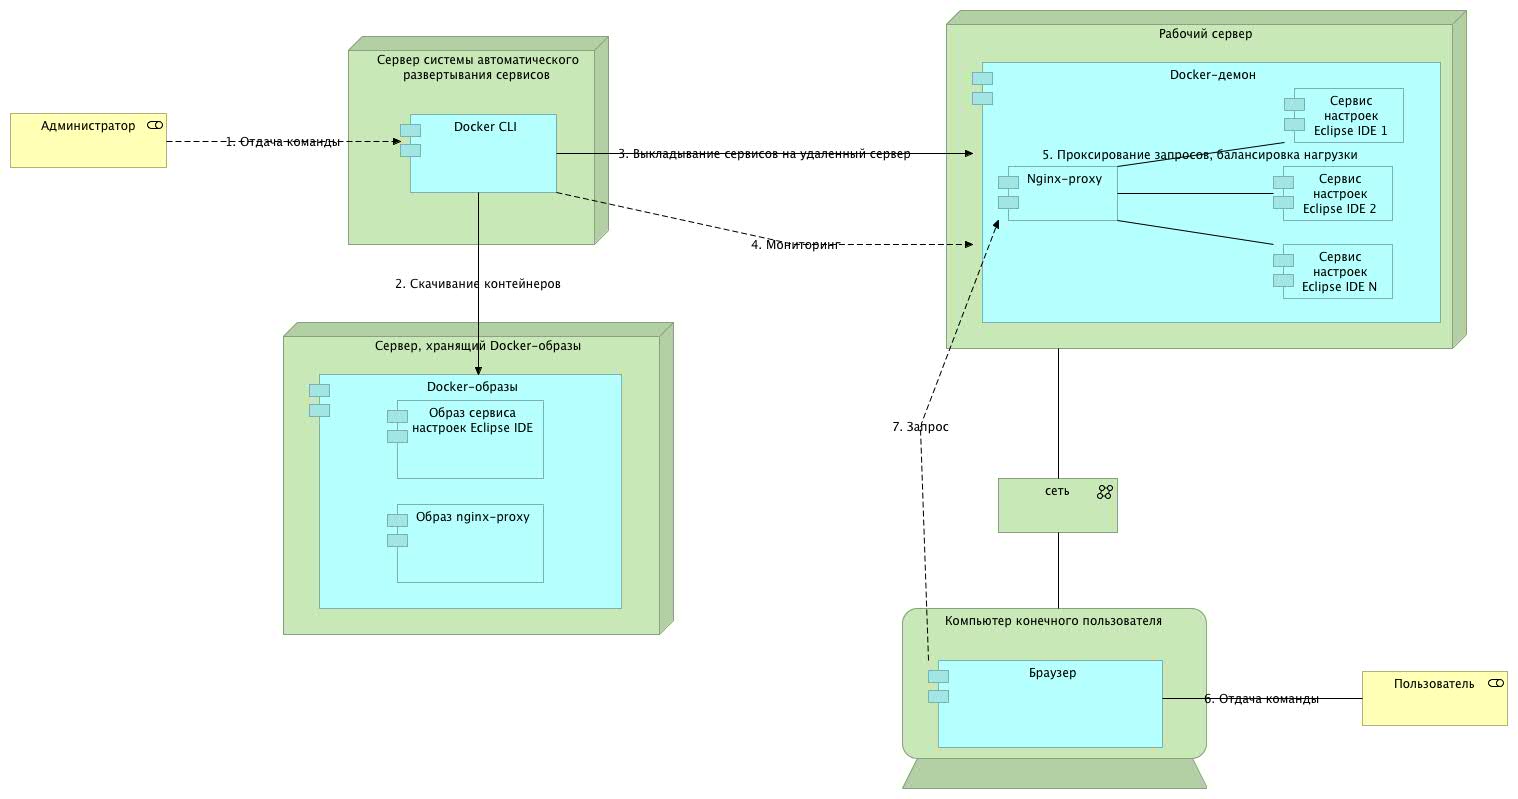 Администратор
1. Отдача команды
Сервер системы автоматического
развертывания сервисов
Docker CLI
2. Скачивание контейнеров
3. Выкладывание сервисов на удаленный сервер
4. Мониторинг
Сервер, хранящий Docker-образы
Docker-образы
Образ сервиса
настроек Eclipse IDE
Образ nginx-proxy
Рабочий сервер
Docker-демон
Сервис
настроек
Eclipse IDE 1
5. Проксирование запросов, балансировка нагрузки
Nginx-proxy
Сервис
настроек
Eclipse IDE 2
Сервис
настроек
Eclipse IDE N
7. Запрос
сеть
Компьютер конечного пользователя
Браузер
6. Отдача команды
Пользователь